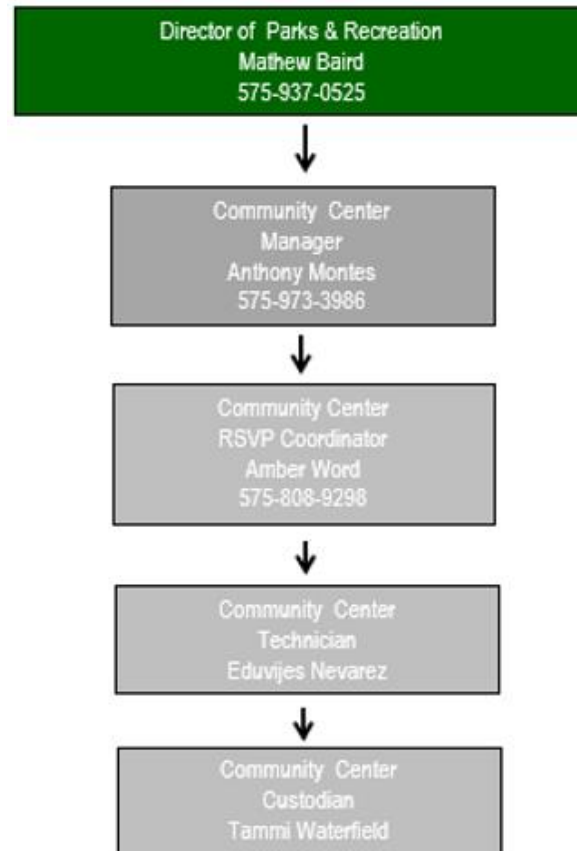 Director of Parks & Recreation
Mathew Baird
575-937-0525
Community Center
Manager
Anthony Montes
575-973-3986
Community Center
RSVP Coordinator
Amber Word
575-808-9298
Community Center
Technician
Eduvijes Nevarez
Community Center
Custodian
Tammi Waterfield